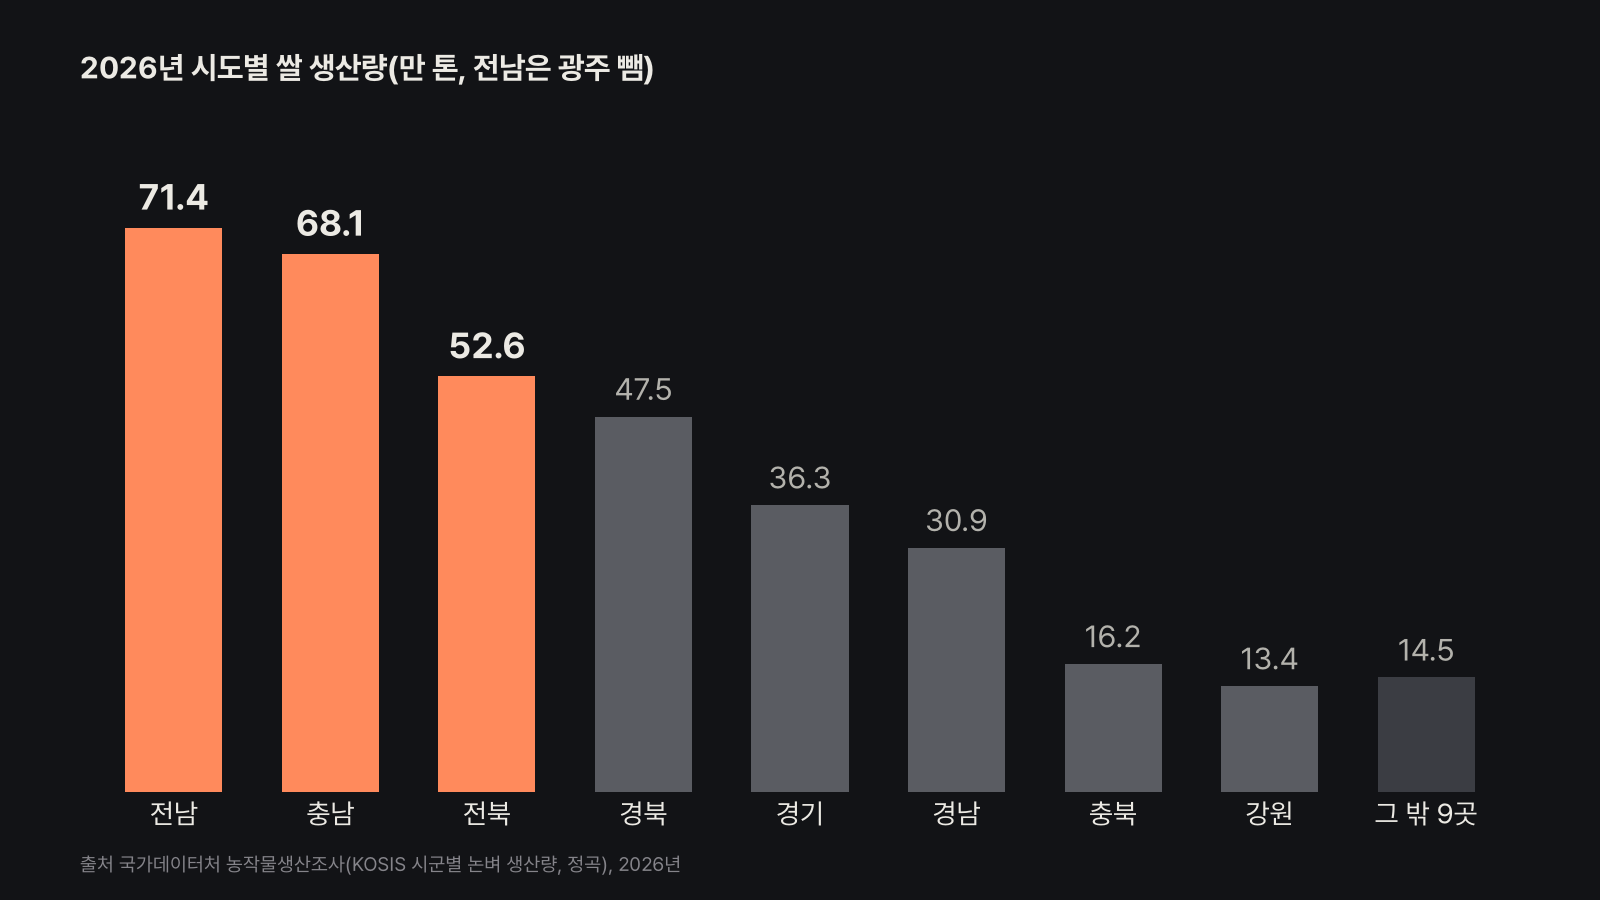 2026년 시도별 쌀 생산량(만 톤, 전남은 광주 뺌)
71.4
68.1
52.6
47.5
36.3
30.9
16.2
13.4
14.5
전남
충남
전북
경북
경기
경남
충북
강원
그 밖 9곳
출처 국가데이터처 농작물생산조사(KOSIS 시군별 논벼 생산량, 정곡), 2026년